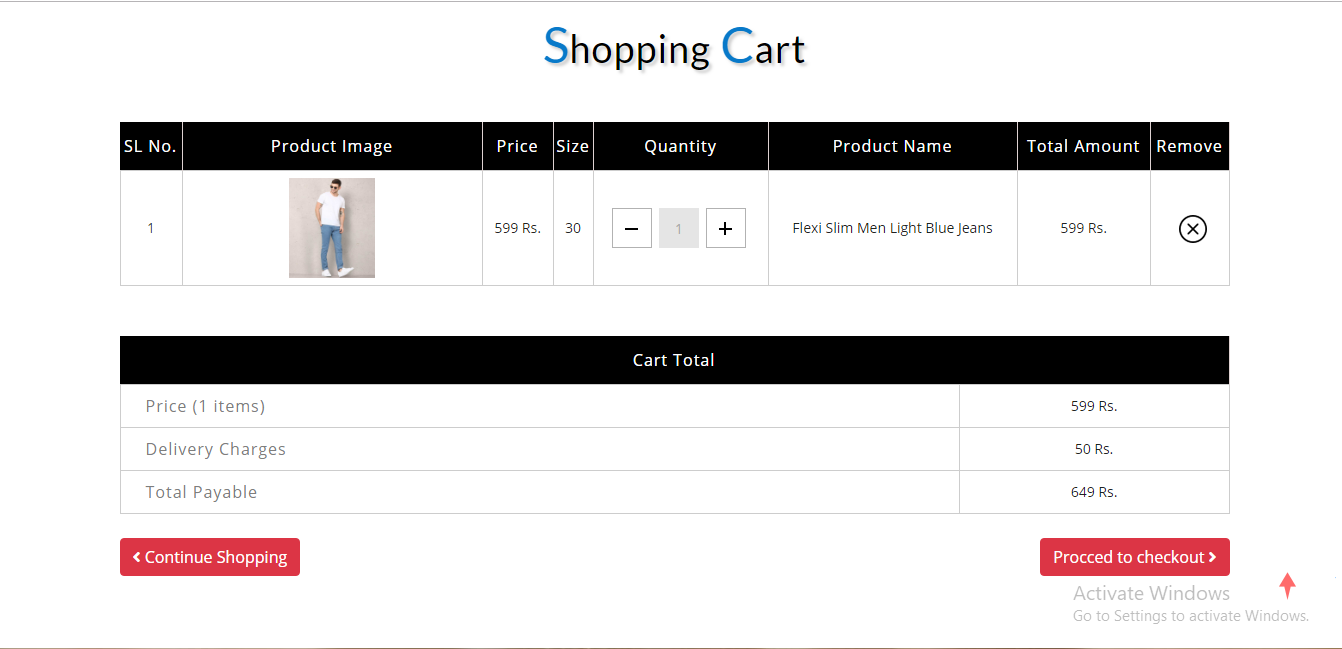 Shopping Cart
SL No. Product Image Price Size Quantity Product Name Total Amount Remove
1 599 Rs. 30 − 1 + Flexi Slim Men Light Blue Jeans 599 Rs.
Cart Total
Price (1 items) 599 Rs.
Delivery Charges 50 Rs.
Total Payable 649 Rs.
Continue Shopping Procced to checkout
Activate Windows
Go to Settings to activate Windows.